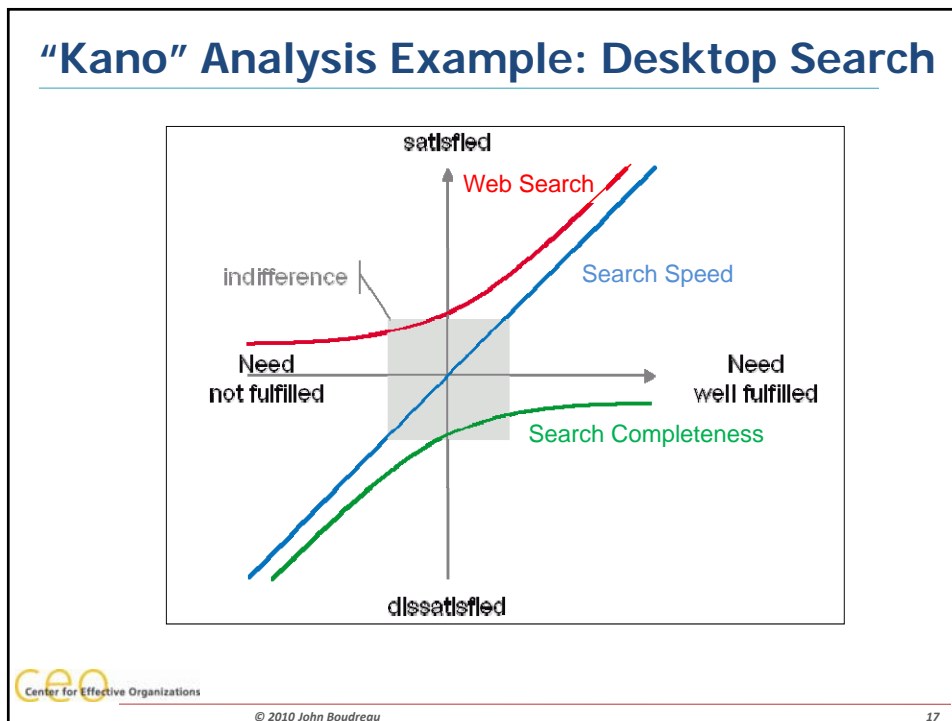 “Kano” Analysis Example: Desktop Search
satisfied
Web Search
indifference
Search Speed
Need
not fulfilled
Need
well fulfilled
Search Completeness
dissatisfied
ceo
Center for Effective Organizations
© 2010 John Boudreau
17